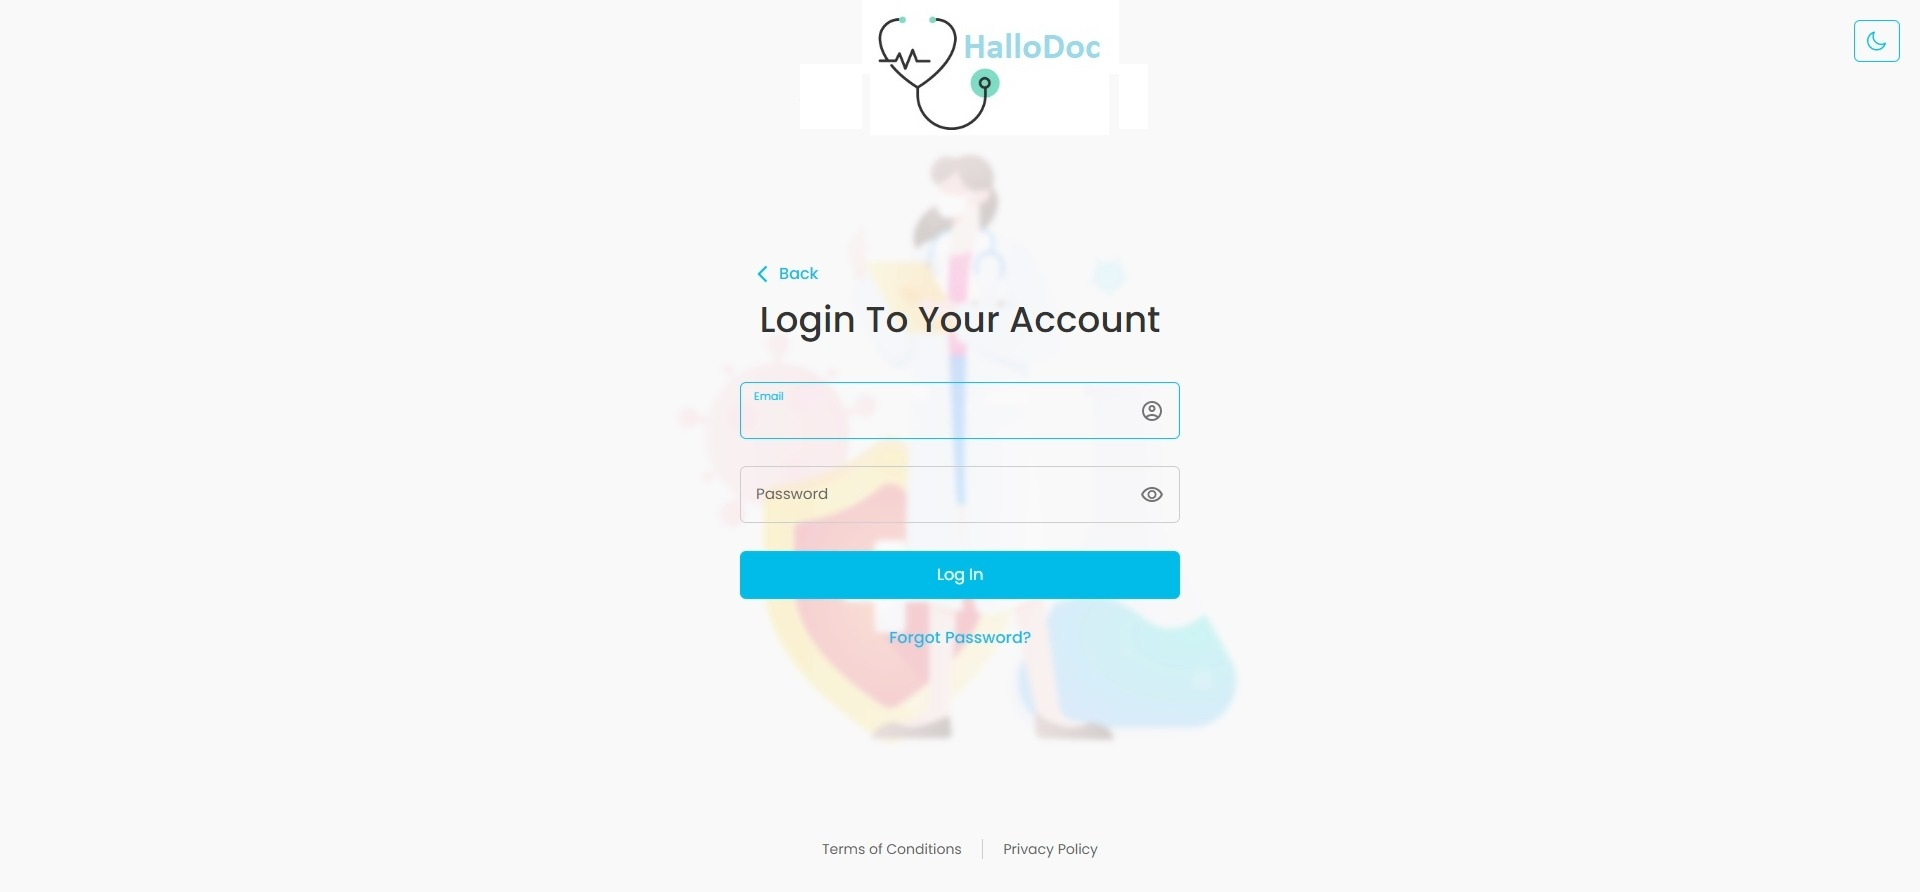 HalloDoc
Back
Login To Your Account
Email
Password
Log In
Forgot Password?
Terms of Conditions
Privacy Policy